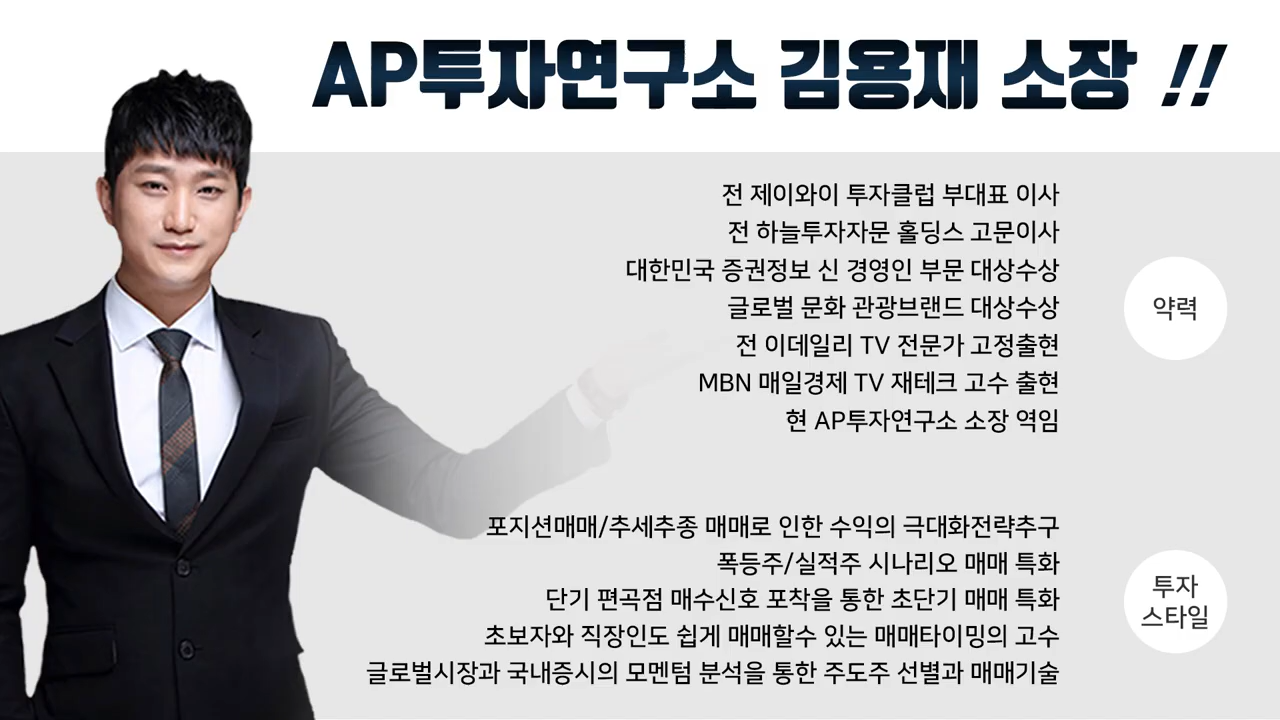 AP투자연구소 김용재 소장 !!
전 제이와이 투자클럽 부대표 이사
전 하늘투자자문 홀딩스 고문이사
대한민국 증권정보 신 경영인 부문 대상수상
글로벌 문화 관광브랜드 대상수상
전 이데일리 TV 전문가 고정출현
MBN 매일경제 TV 재테크 고수 출현
현 AP투자연구소 소장 역임
약력
포지션매매/추세추종 매매로 인한 수익의 극대화전략추구
폭등주/실적주 시나리오 매매 특화
단기 편곡점 매수신호 포착을 통한 초단기 매매 특화
초보자와 직장인도 쉽게 매매할수 있는 매매타이밍의 고수
글로벌시장과 국내증시의 모멘텀 분석을 통한 주도주 선별과 매매기술
투자
스타일